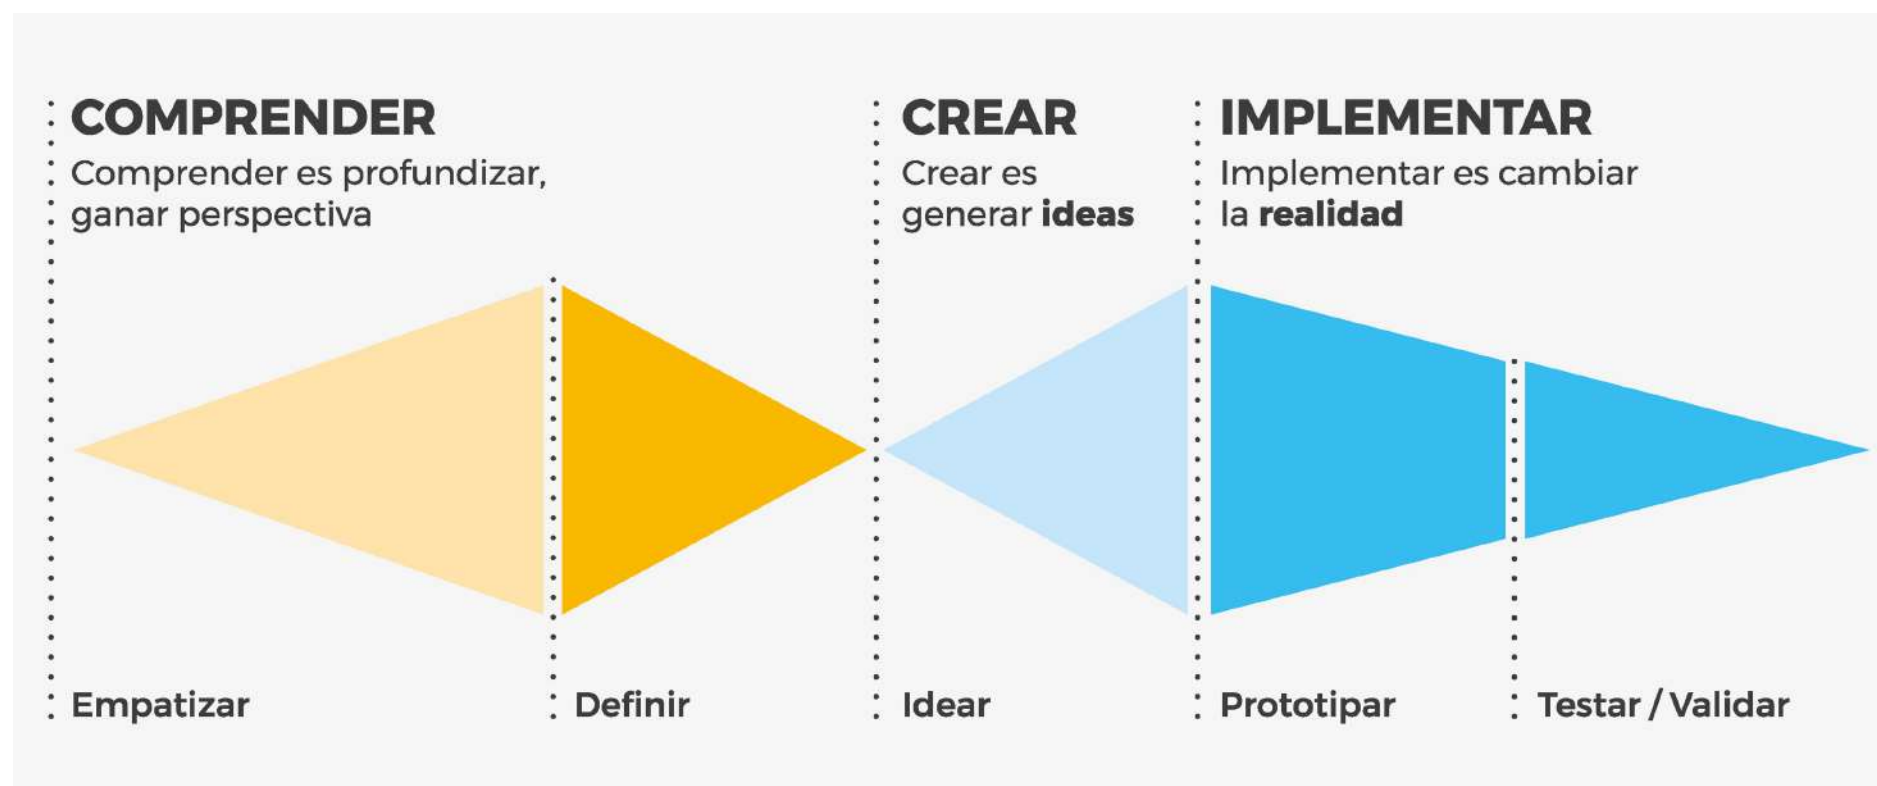 COMPRENDER
Comprender es profundizar,
ganar perspectiva
CREAR
Crear es
generar ideas
IMPLEMENTAR
Implementar es cambiar
la realidad
Empatizar
Definir
Idear
Prototipar
Testar / Validar